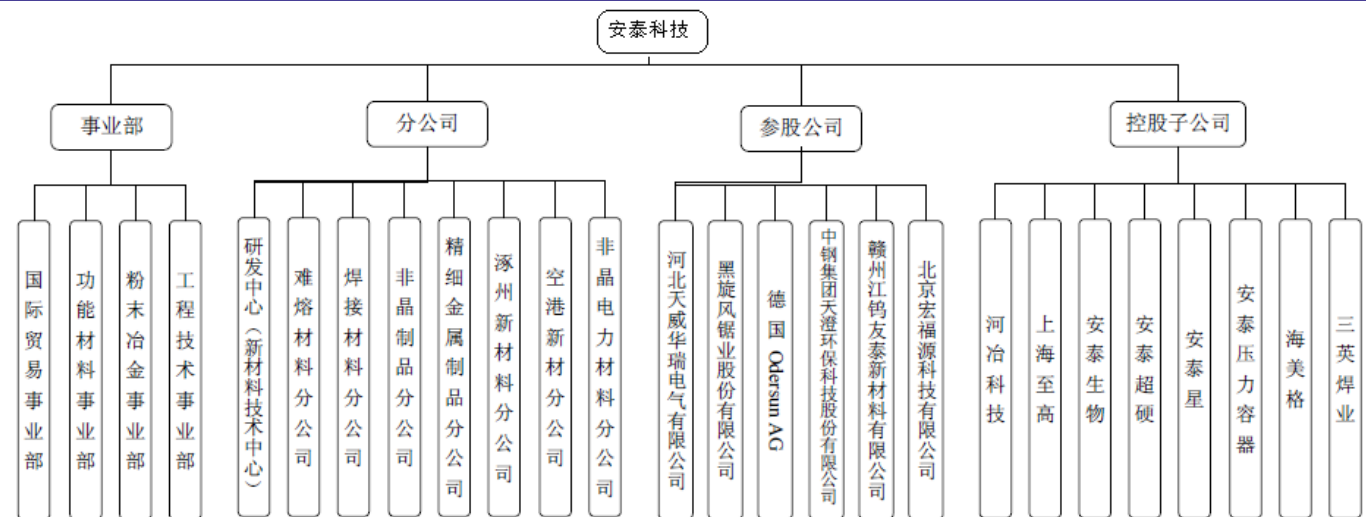 安泰科技
事业部
分公司
参股公司
控股子公司
国际贸易事业部
功能材料事业部
粉末冶金事业部
工程技术事业部
研发中心（新材料技术中心）
难熔材料分公司
焊接材料分公司
非晶制品分公司
精细金属制品分公司
涿州新材料分公司
空港新材分公司
非晶电力材料分公司
河北天威华瑞电气有限公司
黑旋风锯业股份有限公司
德国 Odersun AG
中钢集团天澄环保科技股份有限公司
赣州江钨友泰新材料有限公司
北京宏福源科技有限公司
河冶科技
上海至高
安泰生物
安泰超硬
安泰星
安泰压力容器
海美格
三英焊业